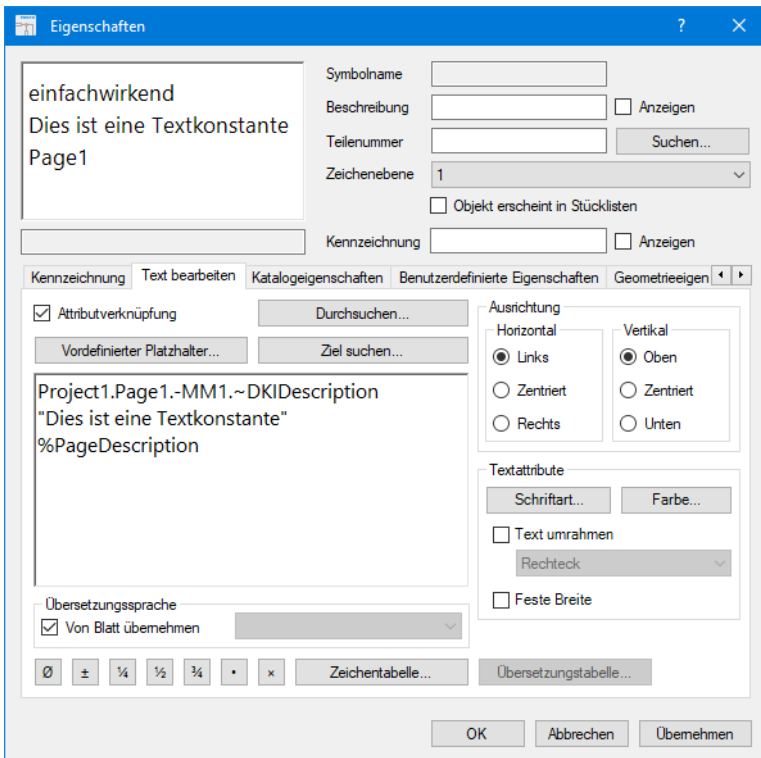 Eigenschaften
?
einfachwirkend
Dies ist eine Textkonstante
Page1
Symbolname
Beschreibung
Anzeigen
Teilenummer
Suchen...
Zeichenebene
1
Objekt erscheint in Stücklisten
Kennzeichnung
Anzeigen
Kennzeichnung
Text bearbeiten
Katalogeigenschaften
Benutzerdefinierte Eigenschaften
Geometrieeigen
Attributverknüpfung
Durchsuchen...
Vordefinierter Platzhalter...
Ziel suchen...
Project1.Page1.-MM1.~DKIDescription
"Dies ist eine Textkonstante"
%PageDescription
Ausrichtung
Horizontal
Links
Zentriert
Rechts
Vertikal
Oben
Zentriert
Unten
Textattribute
Schriftart...
Farbe...
Text umrahmen
Rechteck
Feste Breite
Übersetzungssprache
Von Blatt übernehmen
Ø
±
¼
½
¾
•
×
Zeichentabelle...
Übersetzungstabelle...
OK
Abbrechen
Übernehmen